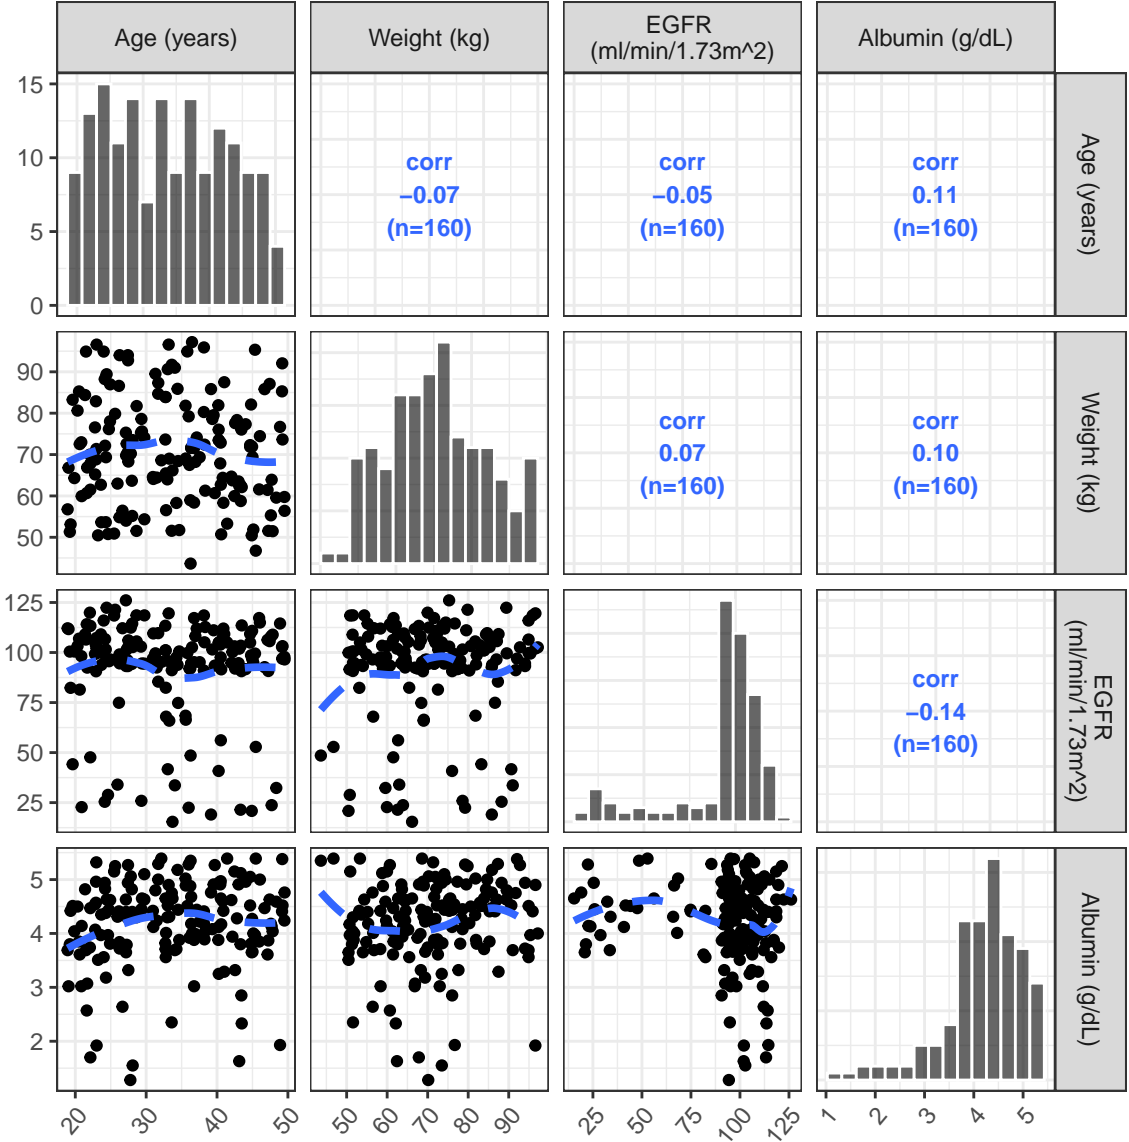 Age (years)
Weight (kg)
EGFR
(ml/min/1.73m^2)
Albumin (g/dL)
15
10
5
0
corr
−0.07
(n=160)
corr
−0.05
(n=160)
corr
0.11
(n=160)
Age (years)
90
80
70
60
50
corr
0.07
(n=160)
corr
0.10
(n=160)
Weight (kg)
125
100
75
50
25
corr
−0.14
(n=160)
EGFR
(ml/min/1.73m^2)
5
4
3
2
Albumin (g/dL)
20 30 40 50
50 60 70 80 90
25 50 75 100 125
1 2 3 4 5